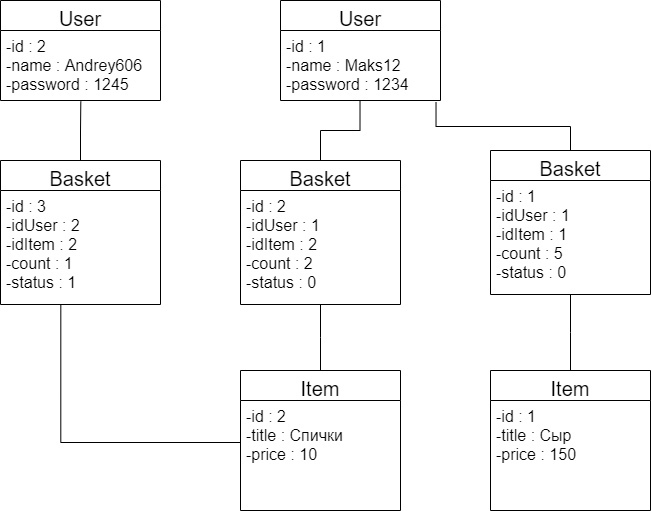 User
-id : 2
-name : Andrey606
-password : 1245
User
-id : 1
-name : Maks12
-password : 1234
Basket
-id : 3
-idUser : 2
-idItem : 2
-count : 1
-status : 1
Basket
-id : 2
-idUser : 1
-idItem : 2
-count : 2
-status : 0
Basket
-id : 1
-idUser : 1
-idItem : 1
-count : 5
-status : 0
Item
-id : 2
-title : Спички
-price : 10
Item
-id : 1
-title : Сыр
-price : 150